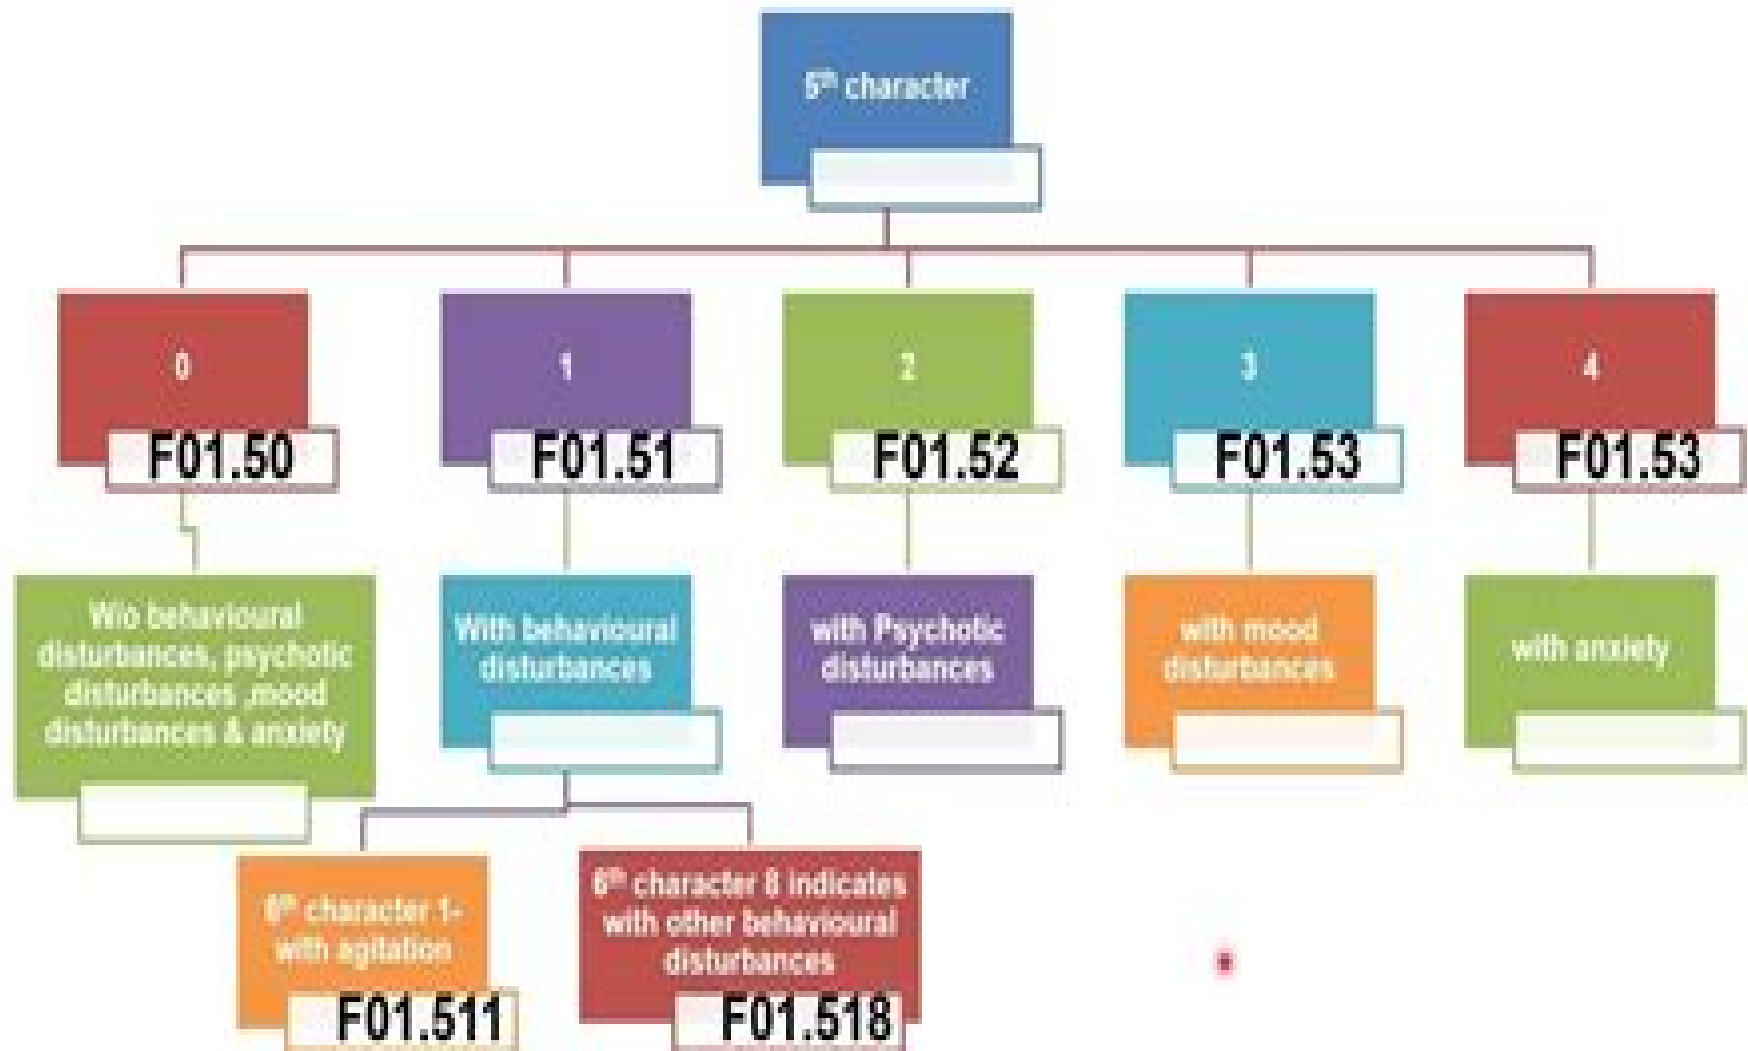 5th character
0
1
2
3
4
F01.50
F01.51
F01.52
F01.53
F01.53
W/o behavioural
disturbances, psychotic
disturbances ,mood
disturbances & anxiety
With behavioural
disturbances
with Psychotic
disturbances
with mood
disturbances
with anxiety
6th character 1-
with agitation
F01.511
6th character 8 indicates
with other behavioural
disturbances
F01.518